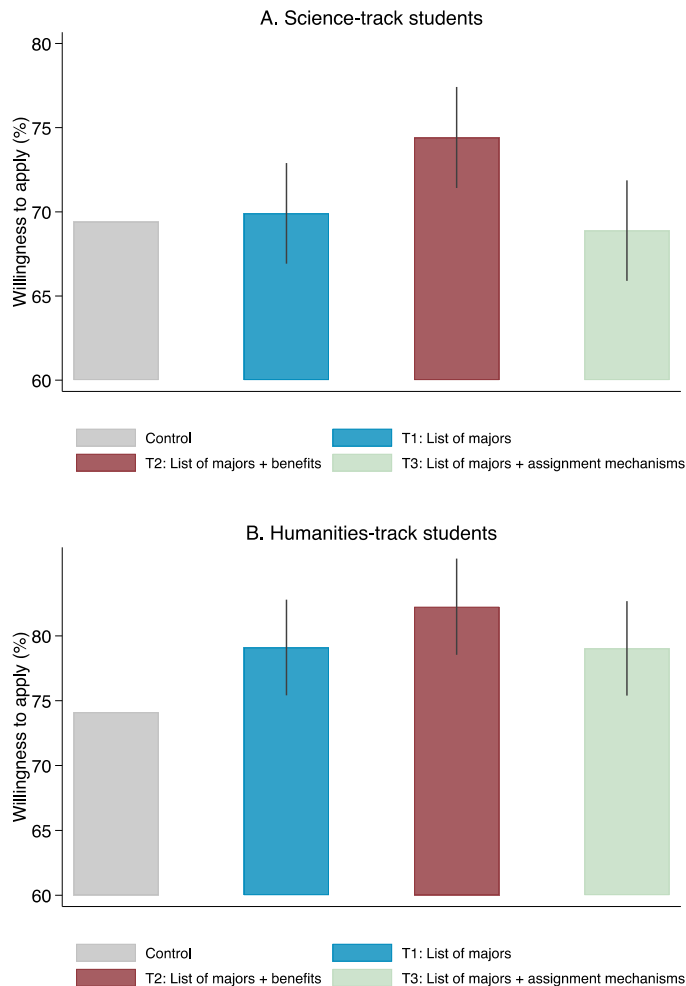 A. Science-track students
Willingness to apply (%)
80
75
70
65
60
Control
T1: List of majors
T2: List of majors + benefits
T3: List of majors + assignment mechanisms
B. Humanities-track students
Willingness to apply (%)
80
75
70
65
60
Control
T1: List of majors
T2: List of majors + benefits
T3: List of majors + assignment mechanisms